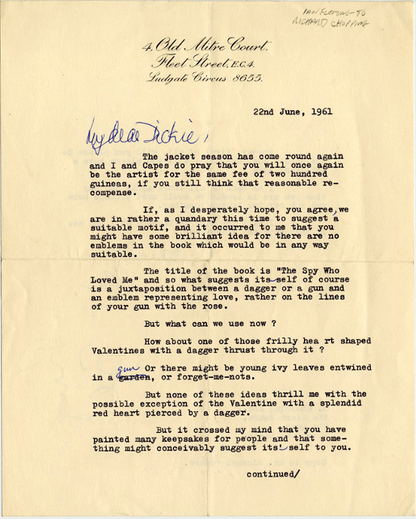 IAN FLEMING TO
RICHARD CHOPPING
4, Old Mitre Court,
Fleet Street, E.C.4.
Ludgate Circus 8655.
22nd June, 1961
My dear Dickie,
The jacket season has come round again
and I and Capes do pray that you will once again
be the artist for the same fee of two hundred
guineas, if you still think that reasonable re-
compense.
If, as I desperately hope, you agree, we
are in rather a quandary this time to suggest a
suitable motif, and it occurred to me that you
might have some brilliant idea for there are no
emblems in the book which would be in any way
suitable.
The title of the book is "The Spy Who
Loved Me" and so what suggests its self of course
is a juxtaposition between a dagger or a gun and
an emblem representing love, rather on the lines
of your gun with the rose.
But what can we use now ?
How about one of those frilly hea rt shaped
Valentines with a dagger thrust through it ?
gun Or there might be young ivy leaves entwined
in a garden, or forget-me-nots.
But none of these ideas thrill me with the
possible exception of the Valentine with a splendid
red heart pierced by a dagger.
But it crossed my mind that you have
painted many keepsakes for people and that some-
thing might conceivably suggest its self to you.
continued/